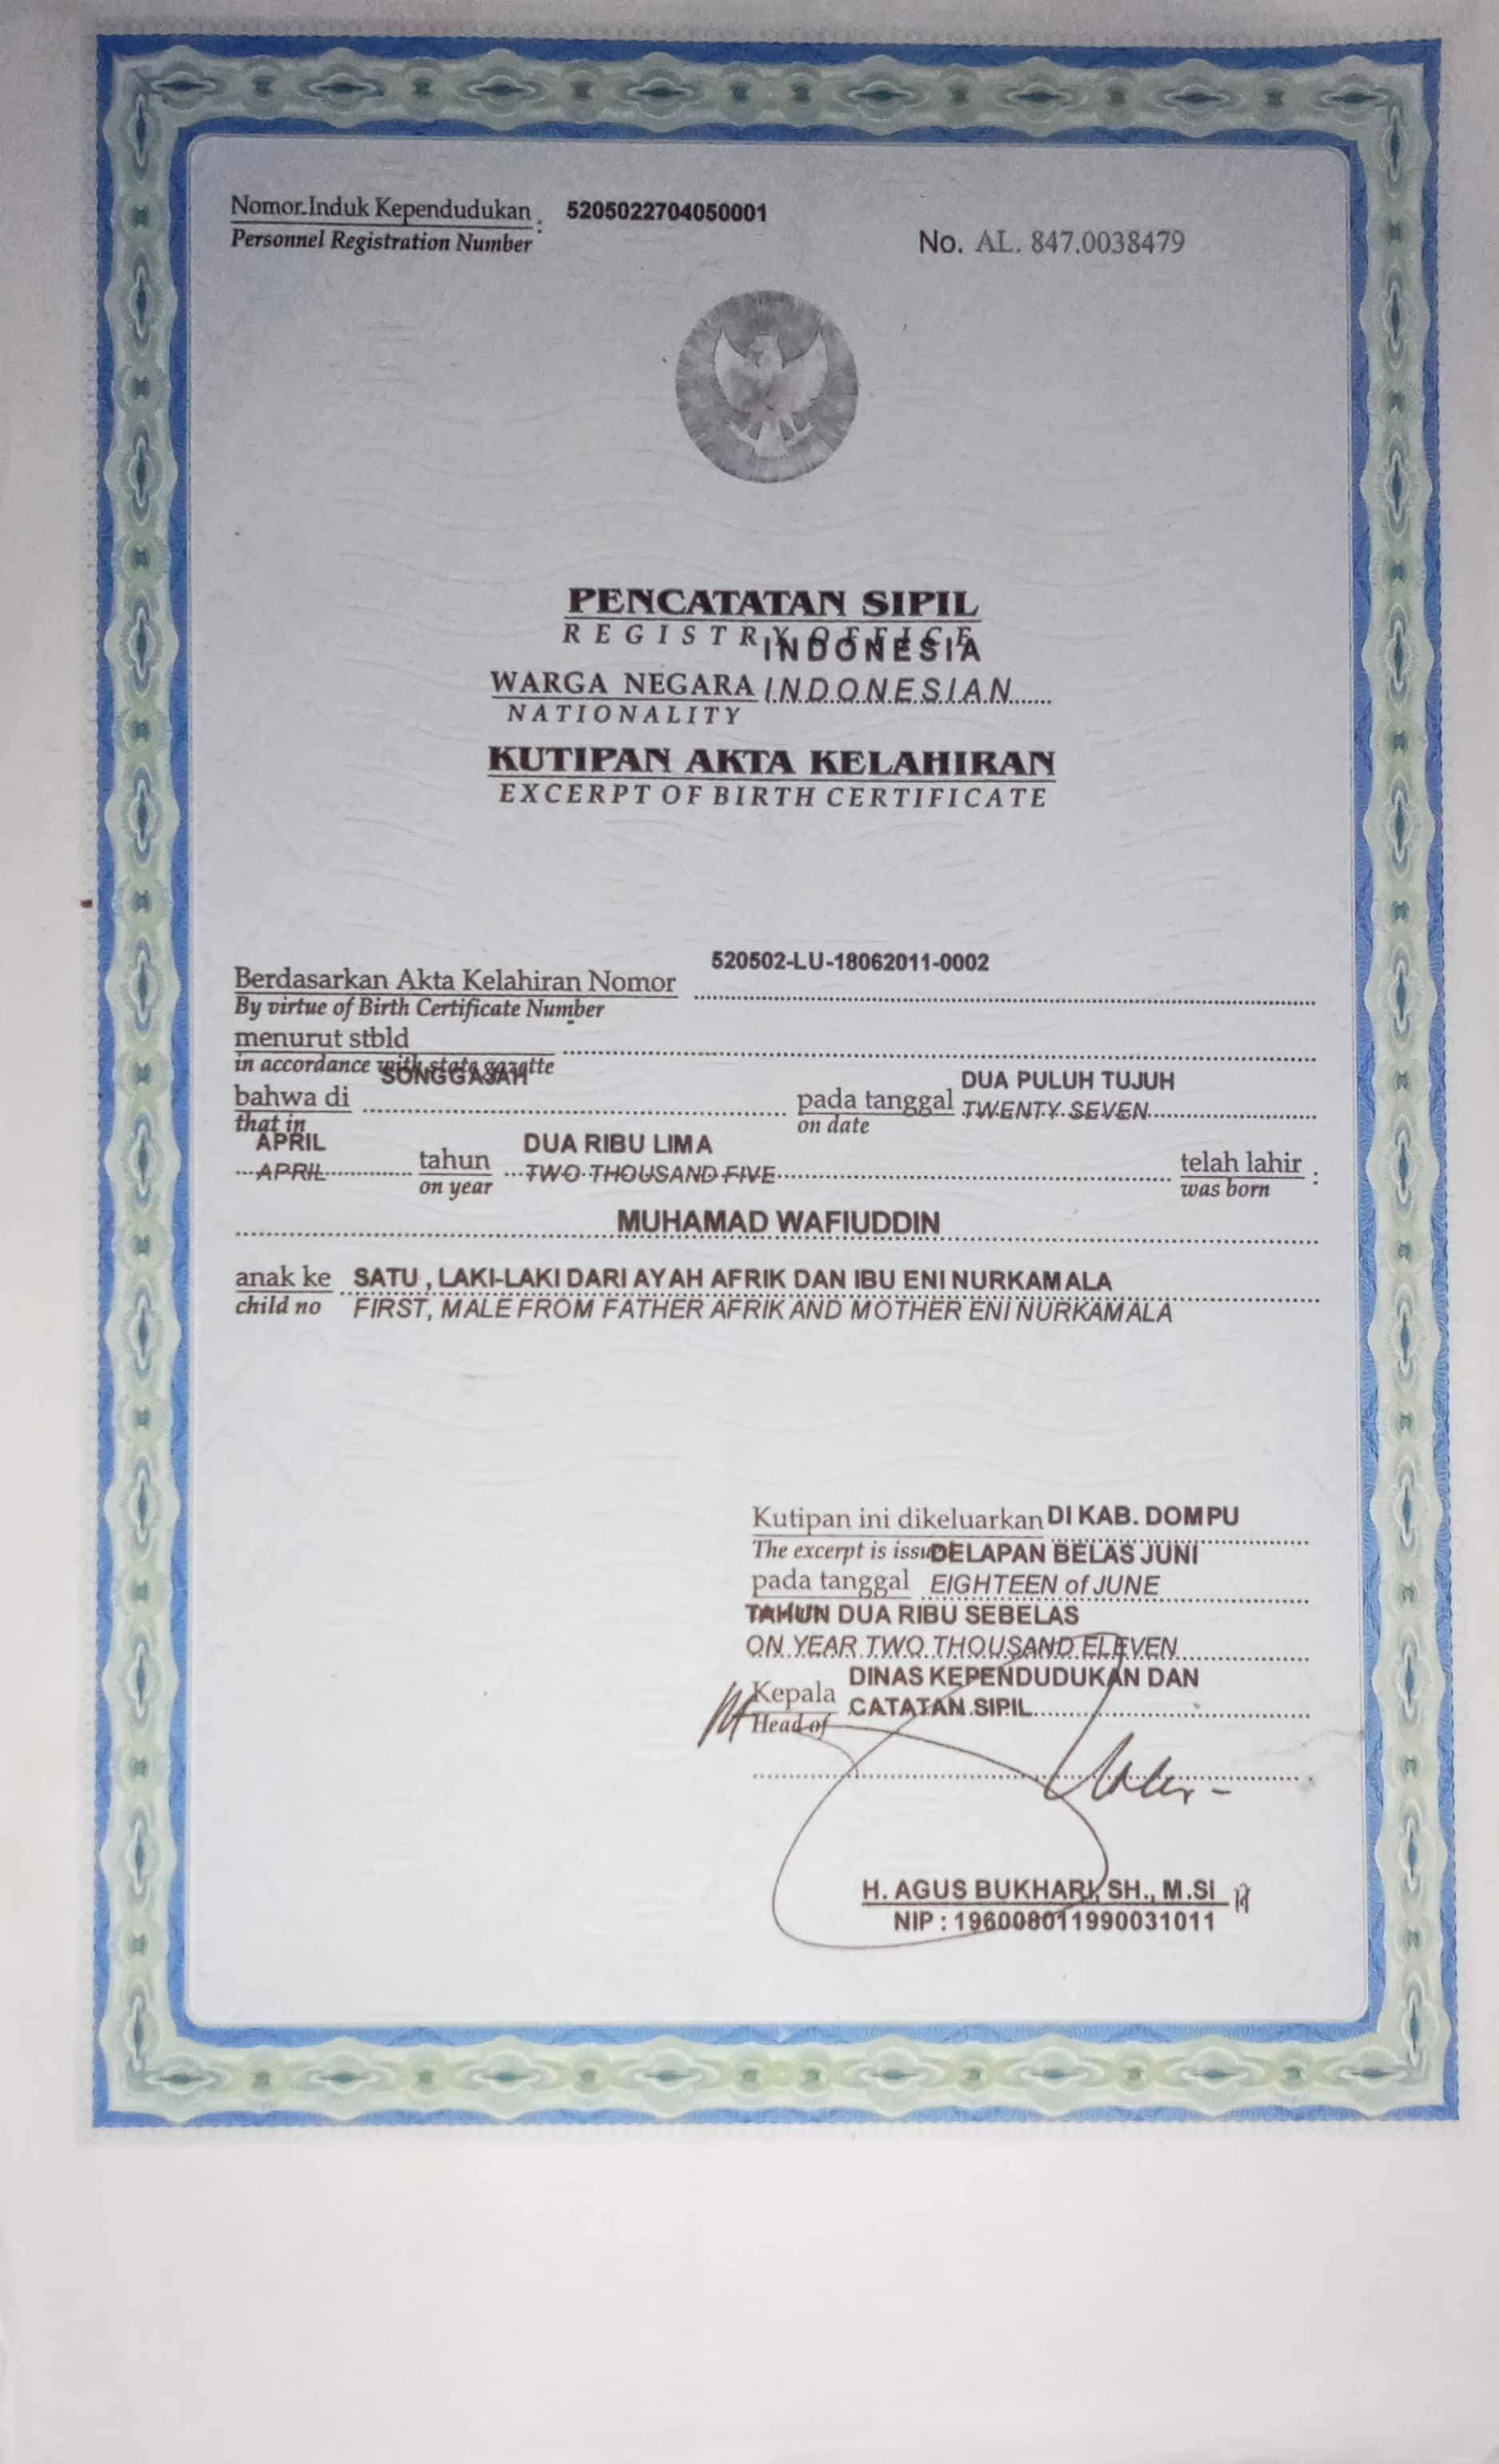 Nomor Induk Kependudukan : 5205022704050001
Personnel Registration Number
No. AL. 847.0038479
PENCATATAN SIPIL
REGISTRY OFFICE
INDONESIA
WARGA NEGARA INDONESIAN
NATIONALITY
KUTIPAN AKTA KELAHIRAN
EXCERPT OF BIRTH CERTIFICATE
520502-LU-18062011-0002
Berdasarkan Akta Kelahiran Nomor
By virtue of Birth Certificate Number
menurut stbld
in accordance with state gazette
SONGGAJAH DUA PULUH TUJUH
bahwa di pada tanggal TWENTY SEVEN
that in on date
APRIL DUA RIBU LIMA
APRIL tahun TWO THOUSAND FIVE telah lahir :
on year was born
MUHAMAD WAFIUDDIN
anak ke SATU , LAKI-LAKI DARI AYAH AFRIK DAN IBU ENI NURKAMALA
child no FIRST, MALE FROM FATHER AFRIK AND MOTHER ENI NURKAMALA
Kutipan ini dikeluarkan DI KAB. DOMPU
The excerpt is issued DELAPAN BELAS JUNI
pada tanggal EIGHTEEN of JUNE
TAHUN DUA RIBU SEBELAS
ON YEAR TWO THOUSAND ELEVEN
DINAS KEPENDUDUKAN DAN
Kepala CATATAN SIPIL
Head of
H. AGUS BUKHARI, SH., M.SI
NIP : 196008011990031011